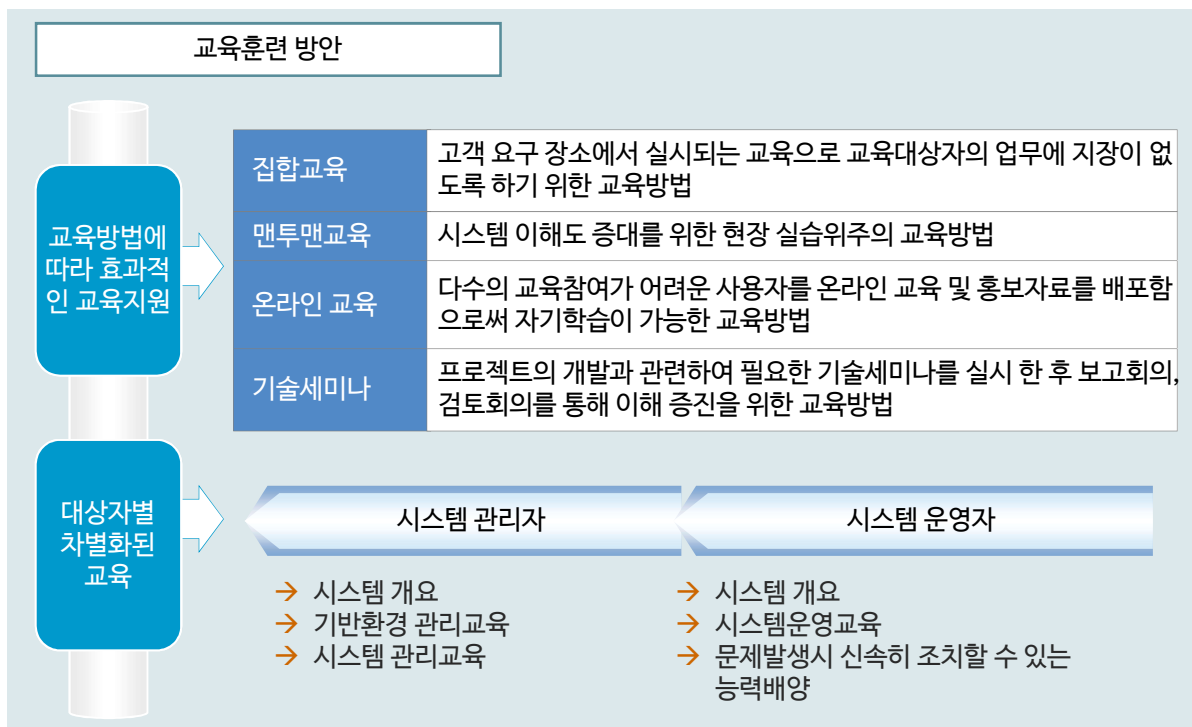 교육훈련 방안
교육방법에
따라 효과적
인 교육지원
집합교육
고객 요구 장소에서 실시되는 교육으로 교육대상자의 업무에 지장이 없
도록 하기 위한 교육방법
맨투맨교육
시스템 이해도 증대를 위한 현장 실습위주의 교육방법
온라인 교육
다수의 교육참여가 어려운 사용자를 온라인 교육 및 홍보자료를 배포함
으로써 자기학습이 가능한 교육방법
기술세미나
프로젝트의 개발과 관련하여 필요한 기술세미나를 실시 한 후 보고회의,
검토회의를 통해 이해 증진을 위한 교육방법
대상자별
차별화된
교육
시스템 관리자
→ 시스템 개요
→ 기반환경 관리교육
→ 시스템 관리교육
시스템 운영자
→ 시스템 개요
→ 시스템운영교육
→ 문제발생시 신속히 조치할 수 있는
능력배양